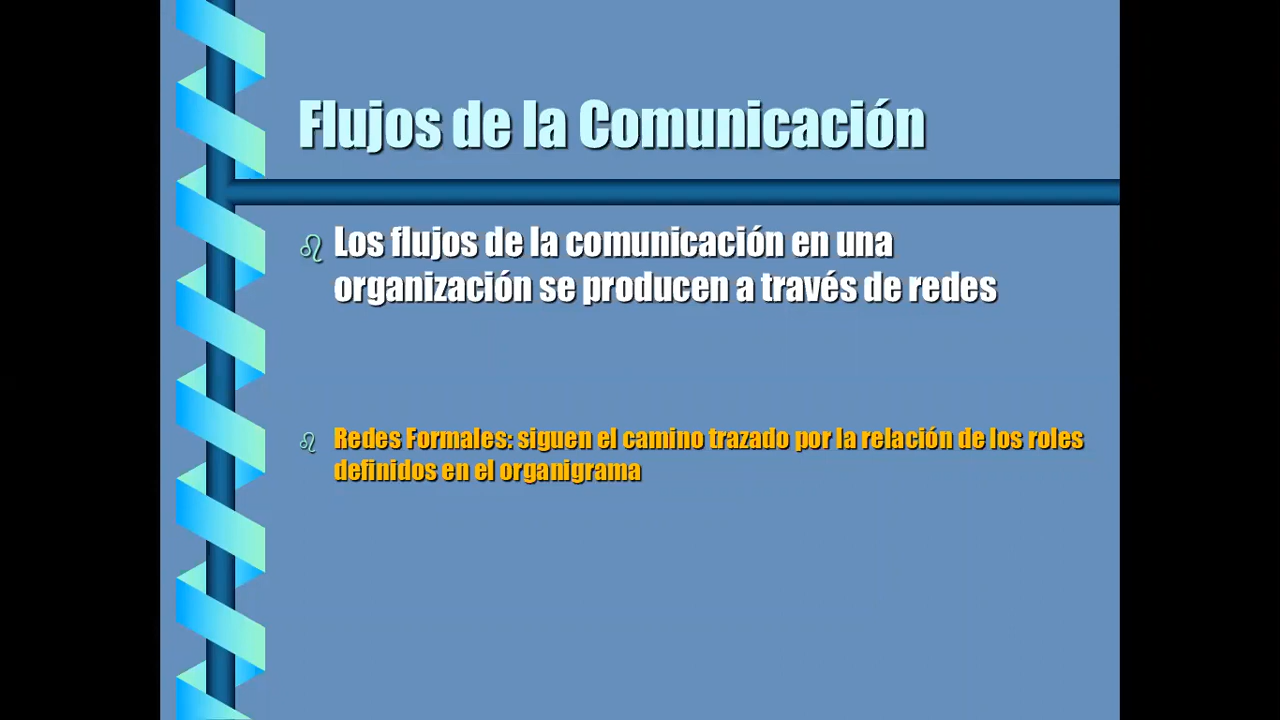 Flujos de la Comunicación
Los flujos de la comunicación en una
organización se producen a través de redes
Redes Formales: siguen el camino trazado por la relación de los roles
definidos en el organigrama